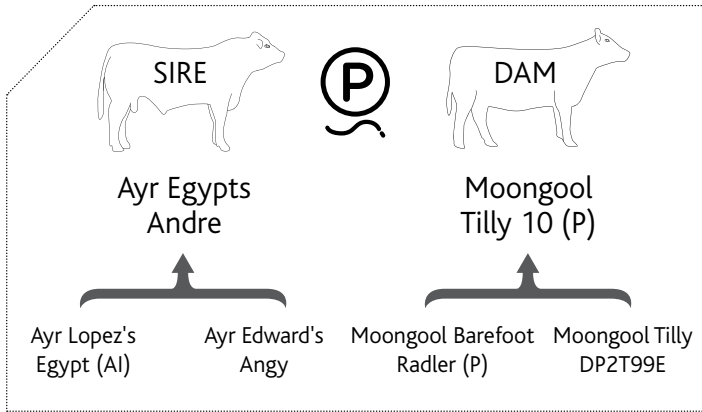 SIRE
P
DAM
Ayr Egypts
Andre
Moongool
Tilly 10 (P)
Ayr Lopez's
Egypt (AI)
Ayr Edward's
Angy
Moongool Barefoot
Radler (P)
Moongool Tilly
DP2T99E